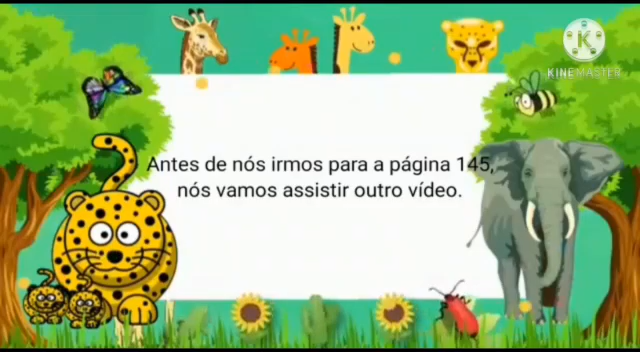 KINEMASTER
Antes de nós irmos para a página 145,
nós vamos assistir outro vídeo.